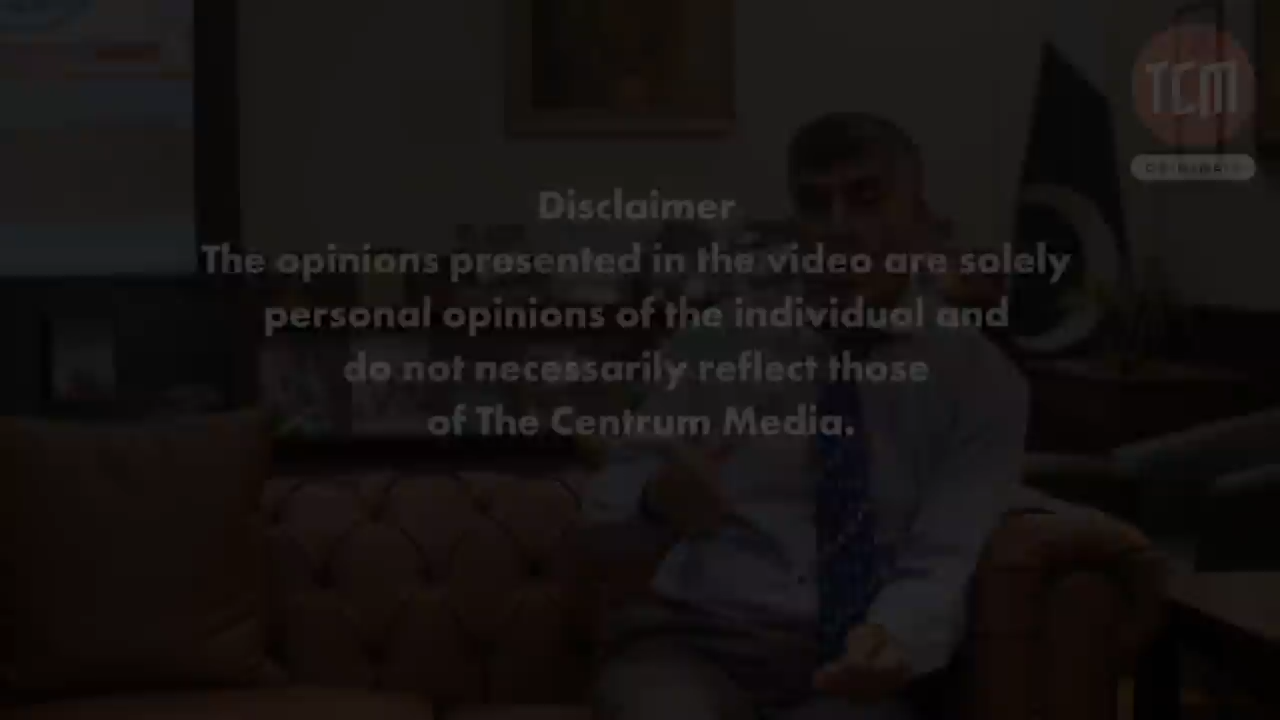 TCM
OPINIONS
Disclaimer
The opinions presented in the video are solely
personal opinions of the individual and
do not necessarily reflect those
of The Centrum Media.